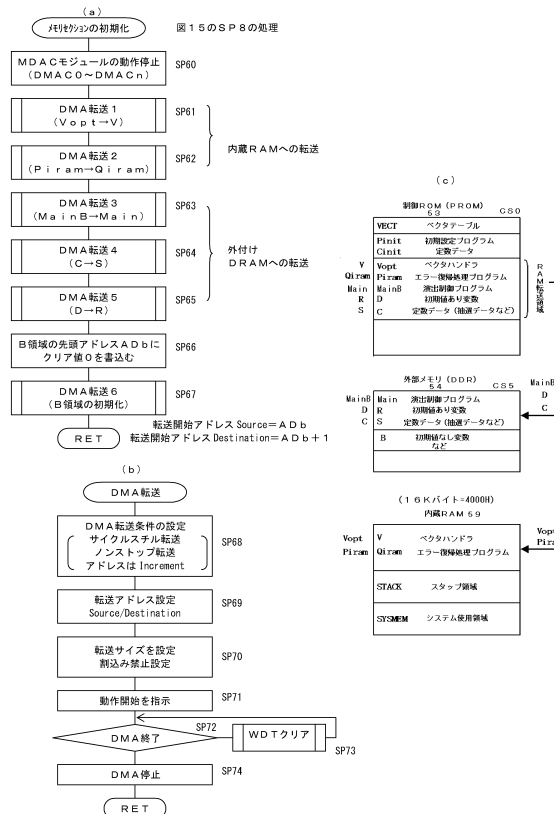 (a)
メモリセクションの初期化
図15のSP8の処理
MDACモジュールの動作停止
(DMAC0～DMACn)
SP60
DMA転送1
(Vopt→V)
SP61
DMA転送2
(Piram→Qiram)
SP62
内蔵RAMへの転送
DMA転送3
(MainB→Main)
SP63
DMA転送4
(C→S)
SP64
外付け
DRAMへの転送
DMA転送5
(D→R)
SP65
B領域の先頭アドレスADbに
クリア値0を書込む
SP66
DMA転送6
(B領域の初期化)
SP67
RET
転送開始アドレス Source＝ADb
転送開始アドレス Destination＝ADb+1
(b)
DMA転送
DMA転送条件の設定
サイクルスチル転送
ノンストップ転送
アドレスは Increment
SP68
転送アドレス設定
Source/Destination
SP69
転送サイズを設定
割込み禁止設定
SP70
動作開始を指示
SP71
DMA終了
SP72
WDTクリア
SP73
DMA停止
SP74
RET
(c)
制御ROM (PROM)
53
CS0
VECT ベクタテーブル
Pinit 初期設定プログラム
Cinit 定数データ
V Vopt ベクタハンドラ
Qiram Piram エラー復帰処理プログラム
Main MainB 演出制御プログラム
R D 初期値あり変数
S C 定数データ (抽選データなど)
RAM転送領域
外部メモリ (DDR)
54
CS5
MainB Main 演出制御プログラム
D R 初期値あり変数
C S 定数データ (抽選データなど)
B 初期値なし変数
など
MainB
D
C
(16Kバイト=4000H)
内蔵RAM 59
Vopt V ベクタハンドラ
Piram Qiram エラー復帰処理プログラム
STACK スタップ領域
SYSMEM システム使用領域
Vop
Pira